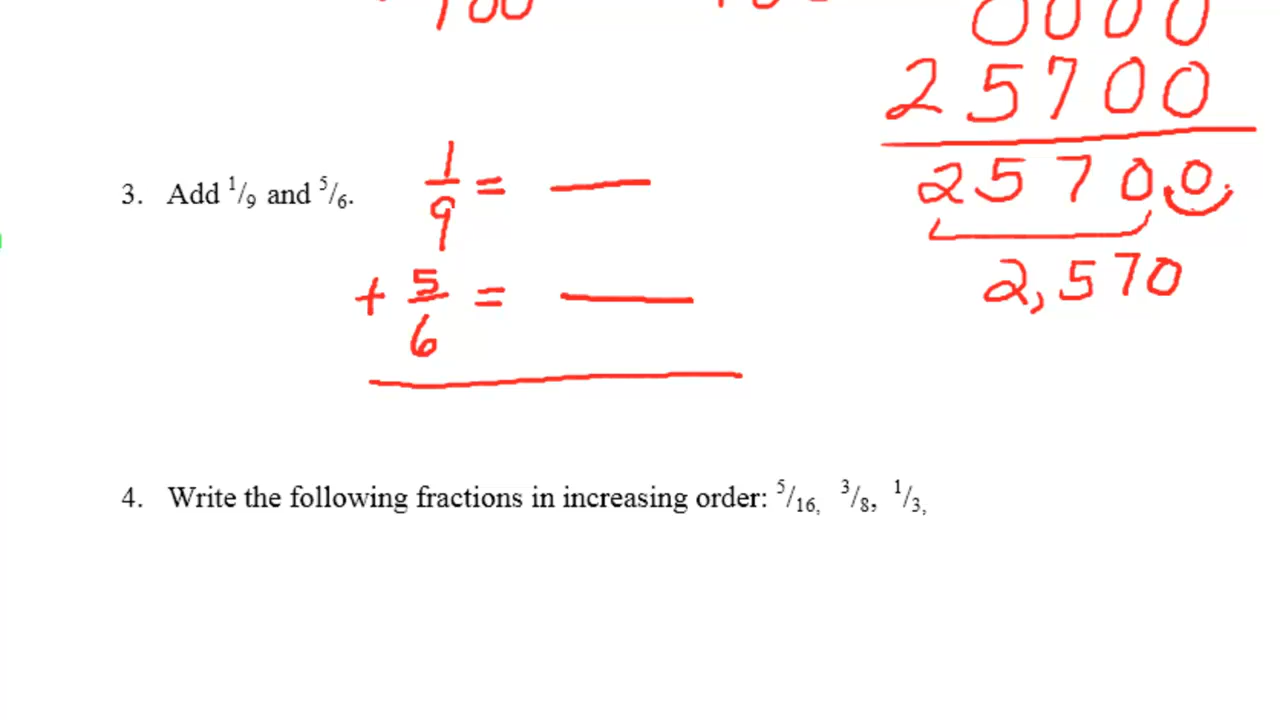 0000
25700
3. Add 1/9 and 5/6.
1/9 =
25700.
+ 5/6 =
2,570
4. Write the following fractions in increasing order: 5/16, 3/8, 1/3,